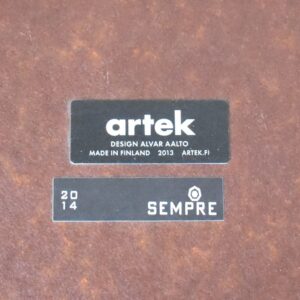 artek
DESIGN ALVAR AALTO
MADE IN FINLAND 2013 ARTEK.FI
20
14
SEMPRE